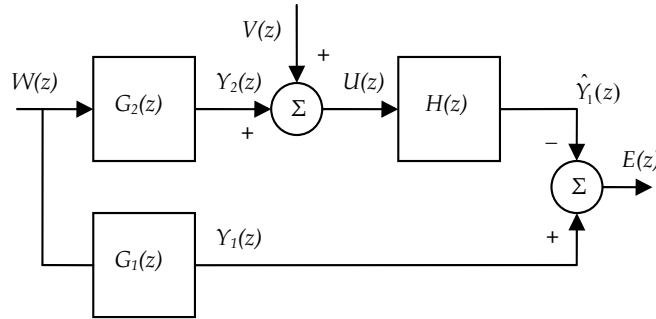 V(z)
+
W(z)
G₂(z)
Y₂(z)
+
Σ
U(z)
H(z)
Ŷ₁(z)
−
Σ
E(z)
+
G₁(z)
Y₁(z)